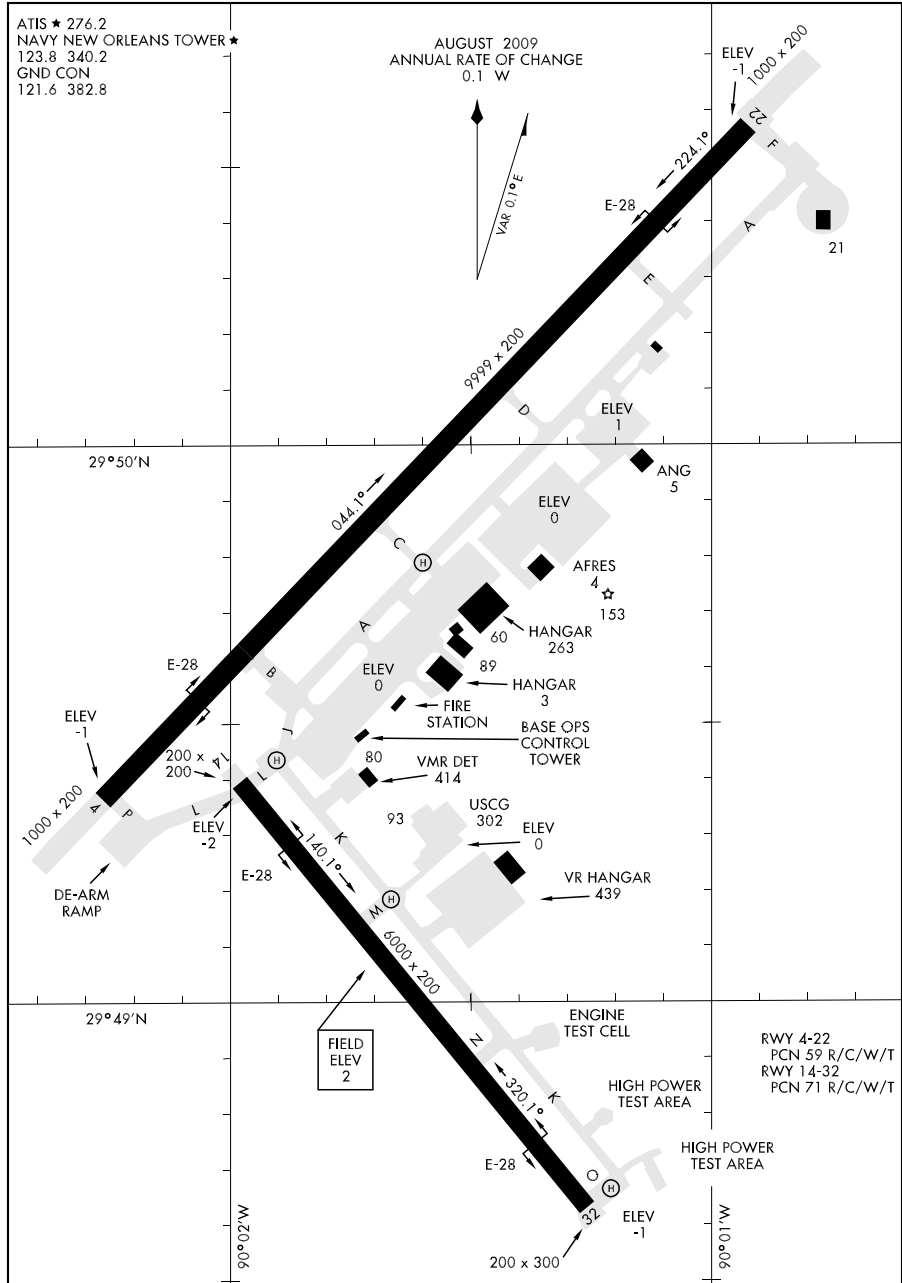 ATIS ★ 276.2
NAVY NEW ORLEANS TOWER ★
123.8 340.2
GND CON
121.6 382.8
AUGUST 2009
ANNUAL RATE OF CHANGE
0.1 W
VAR 0.1° E
ELEV
-1
1000 x 200
22
F
224.1°
E-28
A
21
E
9999 x 200
D
ELEV
1
29°50'N
ANG
5
044.1°
ELEV
0
C
H
AFRES
4
153
A
60
HANGAR
263
E-28
B
89
ELEV
0
HANGAR
3
ELEV
-1
J
FIRE
STATION
200 x
200
14
I
H
BASE OPS
CONTROL
TOWER
80
VMR DET
414
1000 x 200
4
P
L
ELEV
-2
K
93
USCG
302
ELEV
0
E-28
140.1°
DE-ARM
RAMP
M
H
VR HANGAR
439
6000 x 200
29°49'N
FIELD
ELEV
2
N
ENGINE
TEST CELL
RWY 4-22
PCN 59 R/C/W/T
RWY 14-32
PCN 71 R/C/W/T
320.1°
K
HIGH POWER
TEST AREA
HIGH POWER
TEST AREA
E-28
O
H
32
ELEV
-1
200 x 300
90°02'W
90°01'W